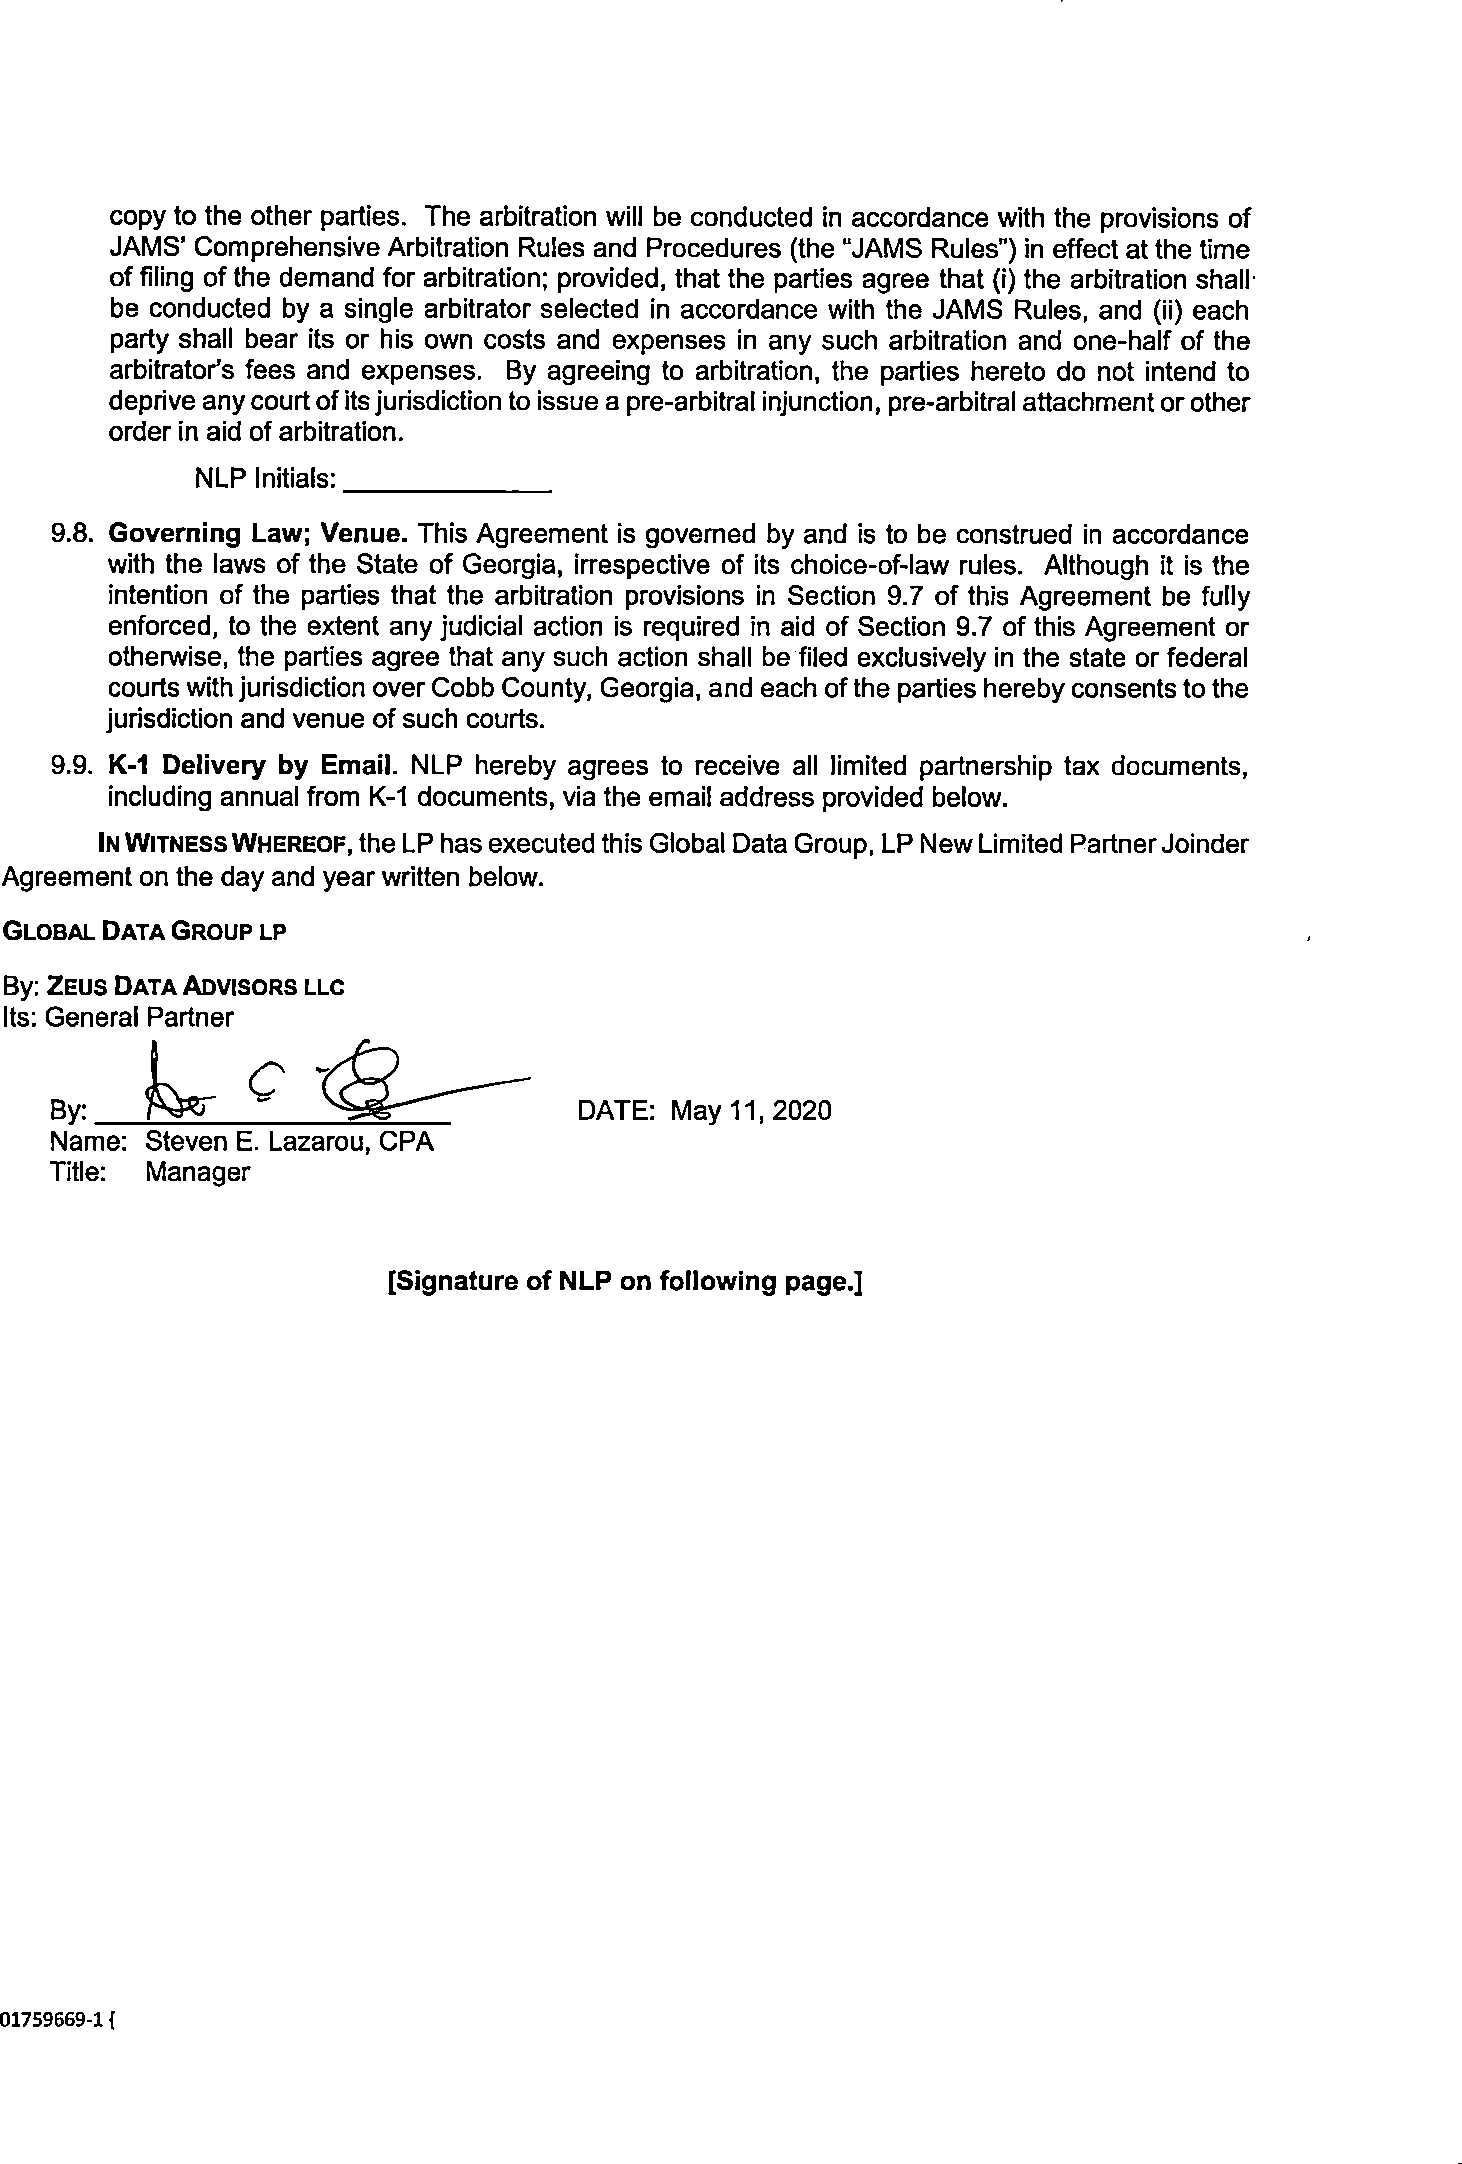 copy to the other parties. The arbitration will be conducted in accordance with the provisions of
JAMS' Comprehensive Arbitration Rules and Procedures (the “JAMS Rules”) in effect at the time
of filing of the demand for arbitration; provided, that the parties agree that (i) the arbitration shall
be conducted by a single arbitrator selected in accordance with the JAMS Rules, and (ii) each
party shall bear its or his own costs and expenses in any such arbitration and one-half of the
arbitrator's fees and expenses. By agreeing to arbitration, the parties hereto do not intend to
deprive any court of its jurisdiction to issue a pre-arbitral injunction, pre-arbitral attachment or other
order in aid of arbitration.
NLP Initials: _______________
9.8. Governing Law; Venue. This Agreement is governed by and is to be construed in accordance
with the laws of the State of Georgia, irrespective of its choice-of-law rules. Although it is the
intention of the parties that the arbitration provisions in Section 9.7 of this Agreement be fully
enforced, to the extent any judicial action is required in aid of Section 9.7 of this Agreement or
otherwise, the parties agree that any such action shall be filed exclusively in the state or federal
courts with jurisdiction over Cobb County, Georgia, and each of the parties hereby consents to the
jurisdiction and venue of such courts.
9.9. K-1 Delivery by Email. NLP hereby agrees to receive all limited partnership tax documents,
including annual from K-1 documents, via the email address provided below.
IN WITNESS WHEREOF, the LP has executed this Global Data Group, LP New Limited Partner Joinder
Agreement on the day and year written below.
GLOBAL DATA GROUP LP
By: ZEUS DATA ADVISORS LLC
Its: General Partner
By: DATE: May 11, 2020
Name: Steven E. Lazarou, CPA
Title: Manager
[Signature of NLP on following page.]
01759669-1 {